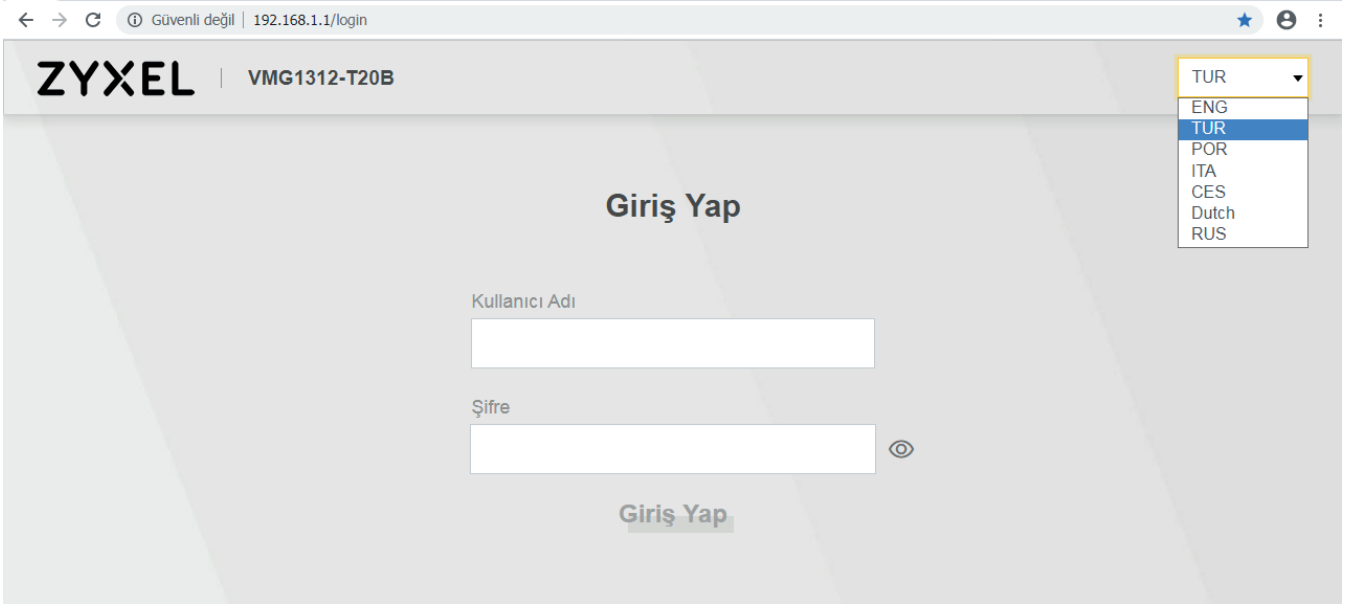 Güvenli değil | 192.168.1.1/login
ZYXEL | VMG1312-T20B
TUR
ENG
TUR
POR
ITA
CES
Dutch
RUS
Giriş Yap
Kullanıcı Adı
Şifre
Giriş Yap